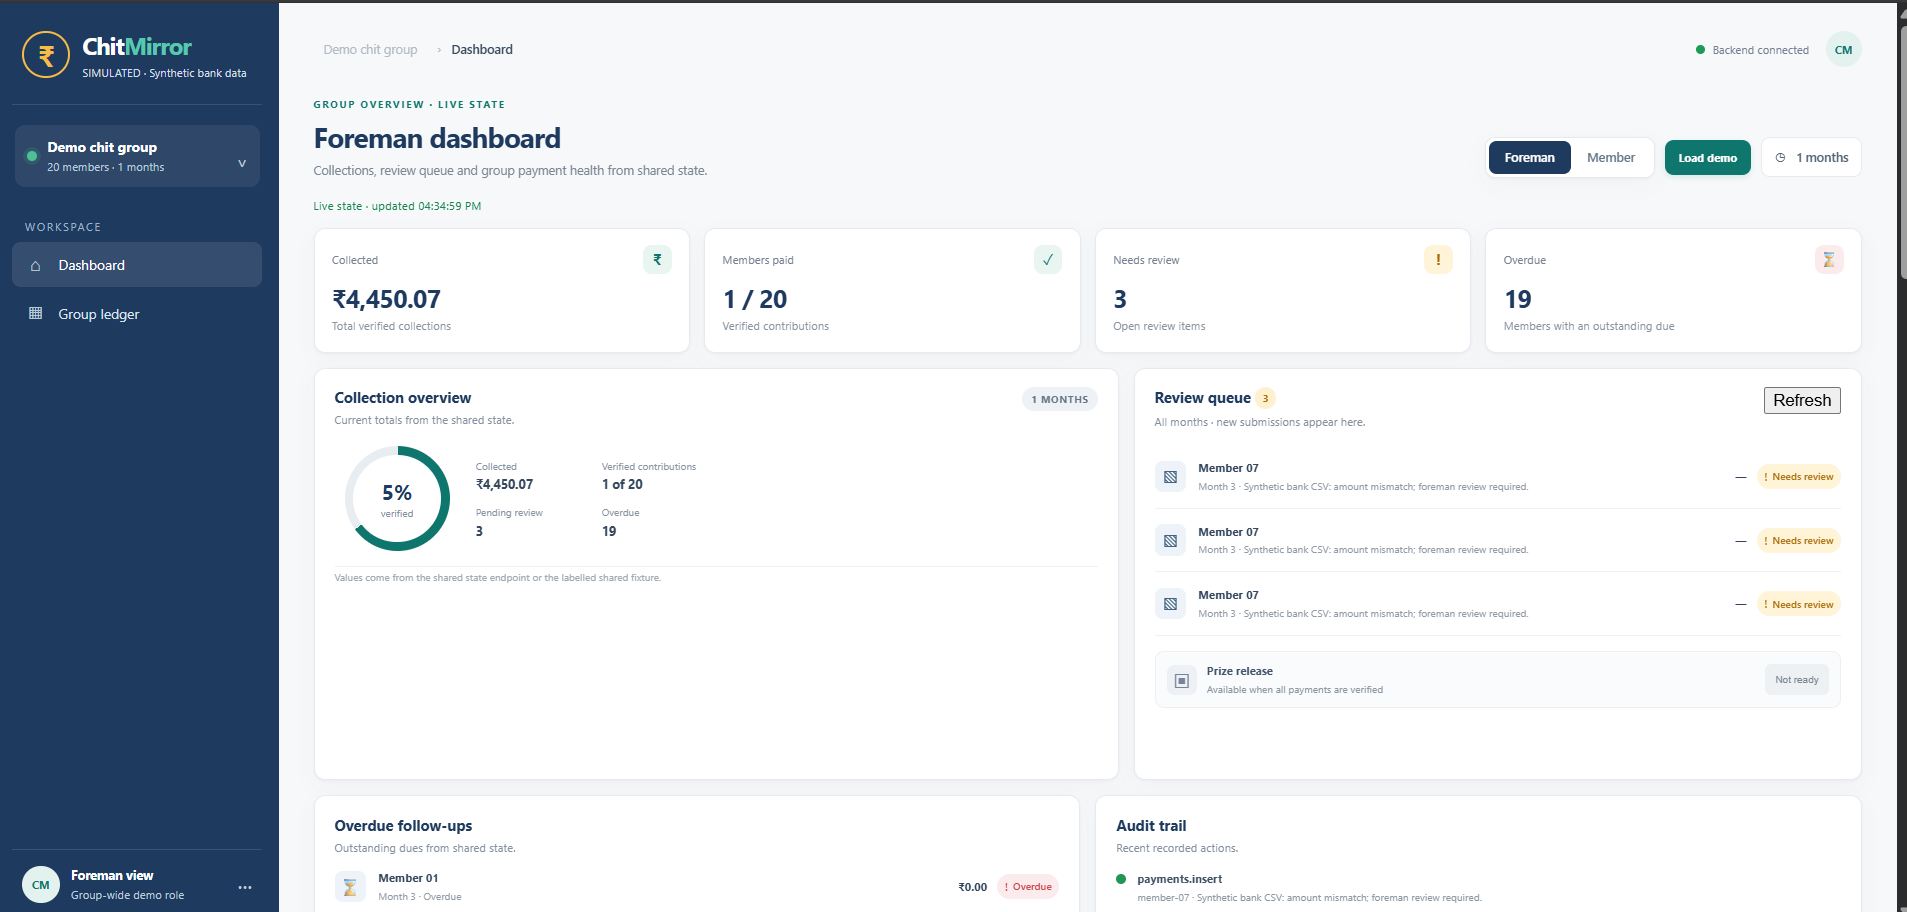 ₹
ChitMirror
SIMULATED · Synthetic bank data
Demo chit group
20 members · 1 months
WORKSPACE
Dashboard
Group ledger
CM
Foreman view
Group-wide demo role
Demo chit group › Dashboard
Backend connected
CM
GROUP OVERVIEW · LIVE STATE
Foreman dashboard
Collections, review queue and group payment health from shared state.
Foreman
Member
Load demo
1 months
Live state · updated 04:34:59 PM
Collected
₹
₹4,450.07
Total verified collections
Members paid
✓
1 / 20
Verified contributions
Needs review
!
3
Open review items
Overdue
19
Members with an outstanding due
Collection overview
1 MONTHS
Current totals from the shared state.
5%
verified
Collected
₹4,450.07
Verified contributions
1 of 20
Pending review
3
Overdue
19
Values come from the shared state endpoint or the labelled shared fixture.
Review queue 3
Refresh
All months · new submissions appear here.
Member 07
Month 3 · Synthetic bank CSV: amount mismatch; foreman review required.
— ! Needs review
Member 07
Month 3 · Synthetic bank CSV: amount mismatch; foreman review required.
— ! Needs review
Member 07
Month 3 · Synthetic bank CSV: amount mismatch; foreman review required.
— ! Needs review
Prize release
Available when all payments are verified
Not ready
Overdue follow-ups
Outstanding dues from shared state.
Member 01
Month 3 · Overdue
₹0.00 ! Overdue
Audit trail
Recent recorded actions.
payments.insert
member-07 · Synthetic bank CSV: amount mismatch; foreman review required.